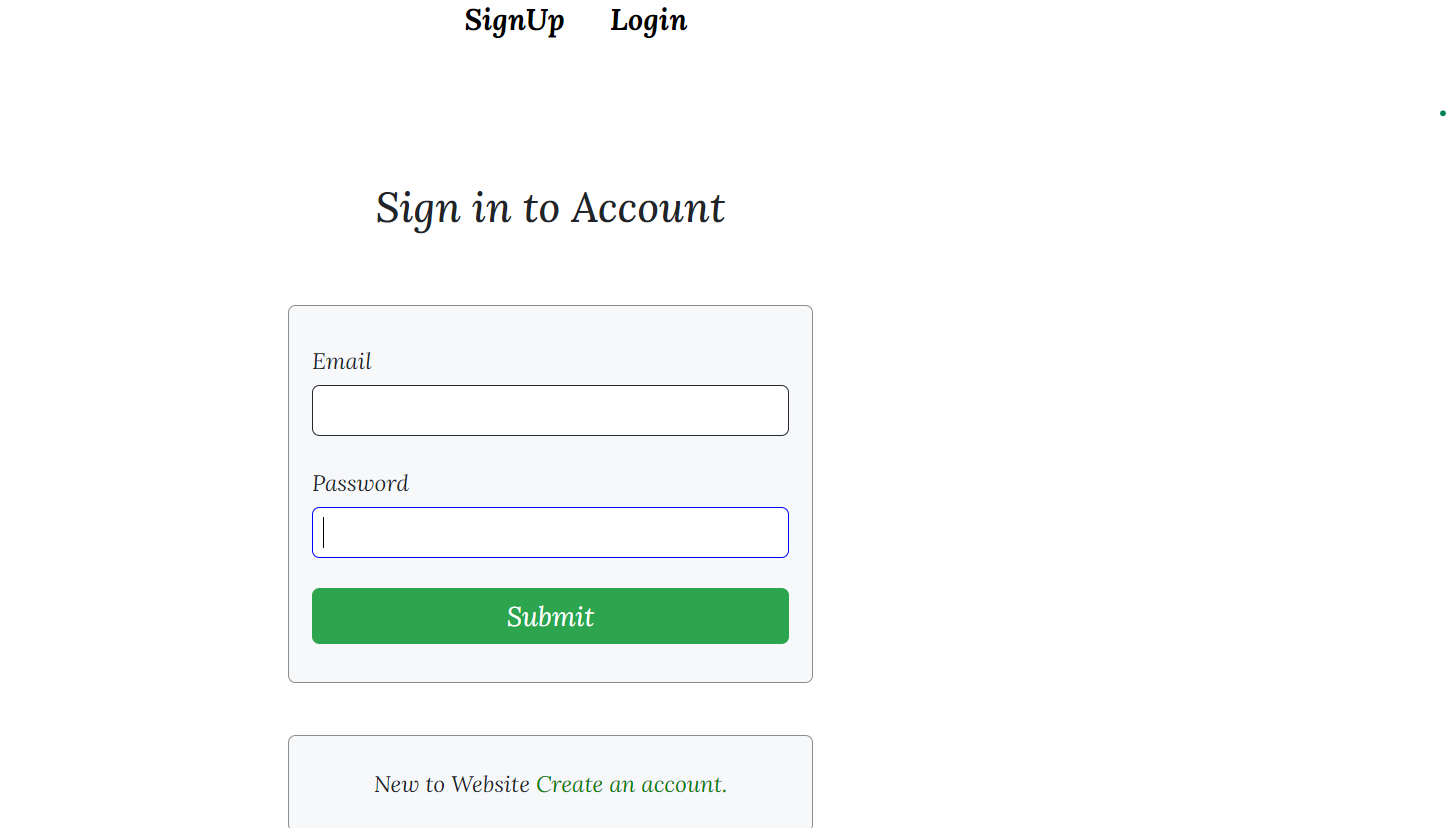 SignUp Login
Sign in to Account
Email
Password
Submit
New to Website Create an account.